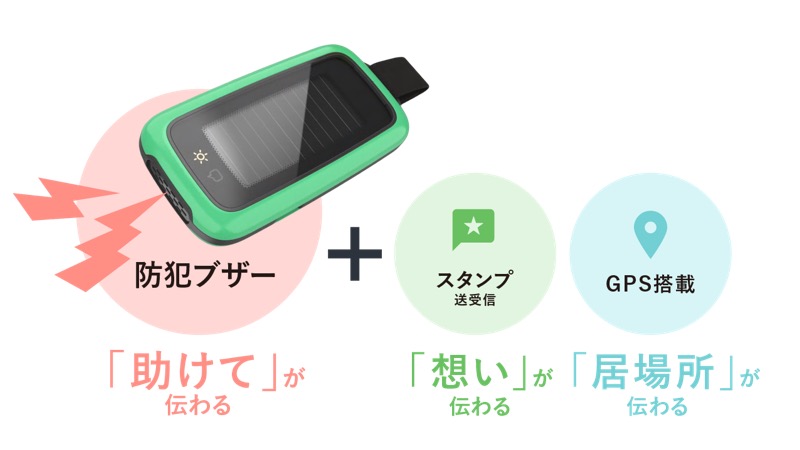 防犯ブザー
スタンプ
送受信
GPS搭載
「助けて」が
伝わる
「想い」が
伝わる
「居場所」が
伝わる